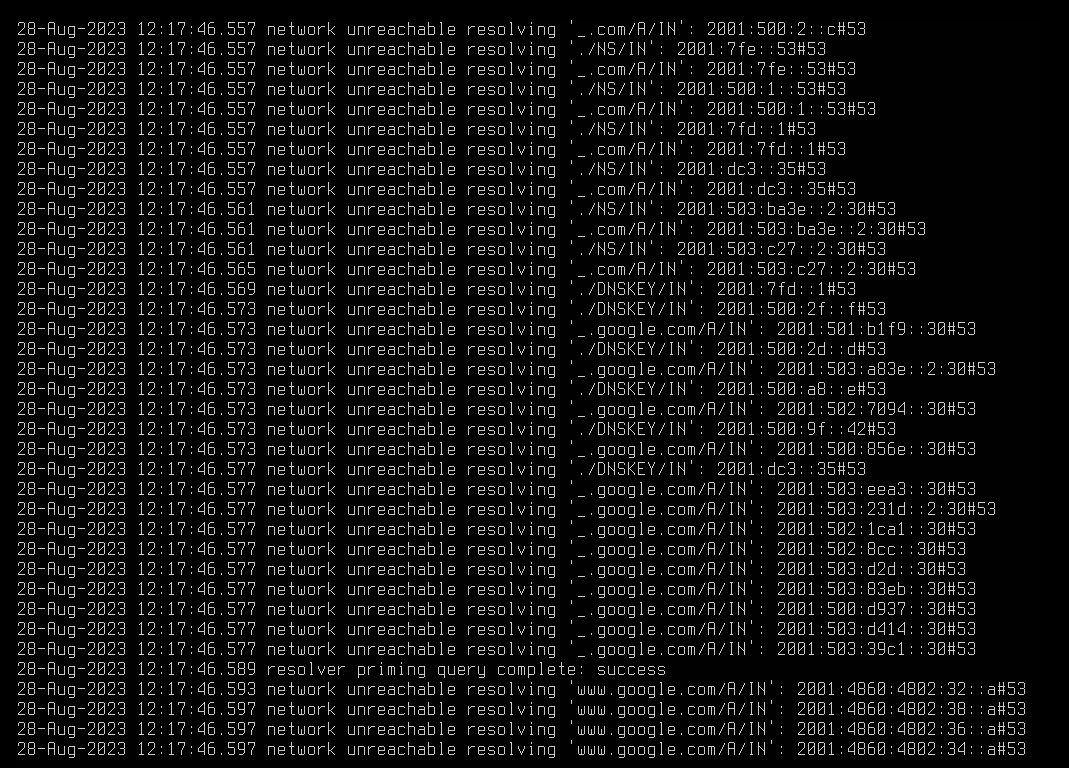 28-Aug-2023 12:17:46.557 network unreachable resolving '_.com/A/IN': 2001:500:2::c#53
28-Aug-2023 12:17:46.557 network unreachable resolving './NS/IN': 2001:7fe::53#53
28-Aug-2023 12:17:46.557 network unreachable resolving '_.com/A/IN': 2001:7fe::53#53
28-Aug-2023 12:17:46.557 network unreachable resolving './NS/IN': 2001:500:1::53#53
28-Aug-2023 12:17:46.557 network unreachable resolving '_.com/A/IN': 2001:500:1::53#53
28-Aug-2023 12:17:46.557 network unreachable resolving './NS/IN': 2001:7fd::1#53
28-Aug-2023 12:17:46.557 network unreachable resolving '_.com/A/IN': 2001:7fd::1#53
28-Aug-2023 12:17:46.557 network unreachable resolving './NS/IN': 2001:dc3::35#53
28-Aug-2023 12:17:46.557 network unreachable resolving '_.com/A/IN': 2001:dc3::35#53
28-Aug-2023 12:17:46.561 network unreachable resolving './NS/IN': 2001:503:ba3e::2:30#53
28-Aug-2023 12:17:46.561 network unreachable resolving '_.com/A/IN': 2001:503:ba3e::2:30#53
28-Aug-2023 12:17:46.561 network unreachable resolving './NS/IN': 2001:503:c27::2:30#53
28-Aug-2023 12:17:46.565 network unreachable resolving '_.com/A/IN': 2001:503:c27::2:30#53
28-Aug-2023 12:17:46.569 network unreachable resolving './DNSKEY/IN': 2001:7fd::1#53
28-Aug-2023 12:17:46.573 network unreachable resolving './DNSKEY/IN': 2001:500:2f::f#53
28-Aug-2023 12:17:46.573 network unreachable resolving '_.google.com/A/IN': 2001:501:b1f9::30#53
28-Aug-2023 12:17:46.573 network unreachable resolving './DNSKEY/IN': 2001:500:2d::d#53
28-Aug-2023 12:17:46.573 network unreachable resolving '_.google.com/A/IN': 2001:503:a83e::2:30#53
28-Aug-2023 12:17:46.573 network unreachable resolving './DNSKEY/IN': 2001:500:a8::e#53
28-Aug-2023 12:17:46.573 network unreachable resolving '_.google.com/A/IN': 2001:502:7094::30#53
28-Aug-2023 12:17:46.573 network unreachable resolving './DNSKEY/IN': 2001:500:9f::42#53
28-Aug-2023 12:17:46.573 network unreachable resolving '_.google.com/A/IN': 2001:500:856e::30#53
28-Aug-2023 12:17:46.577 network unreachable resolving './DNSKEY/IN': 2001:dc3::35#53
28-Aug-2023 12:17:46.577 network unreachable resolving '_.google.com/A/IN': 2001:503:eea3::30#53
28-Aug-2023 12:17:46.577 network unreachable resolving '_.google.com/A/IN': 2001:503:231d::2:30#53
28-Aug-2023 12:17:46.577 network unreachable resolving '_.google.com/A/IN': 2001:502:1ca1::30#53
28-Aug-2023 12:17:46.577 network unreachable resolving '_.google.com/A/IN': 2001:502:8cc::30#53
28-Aug-2023 12:17:46.577 network unreachable resolving '_.google.com/A/IN': 2001:503:d2d::30#53
28-Aug-2023 12:17:46.577 network unreachable resolving '_.google.com/A/IN': 2001:503:83eb::30#53
28-Aug-2023 12:17:46.577 network unreachable resolving '_.google.com/A/IN': 2001:500:d937::30#53
28-Aug-2023 12:17:46.577 network unreachable resolving '_.google.com/A/IN': 2001:503:d414::30#53
28-Aug-2023 12:17:46.577 network unreachable resolving '_.google.com/A/IN': 2001:503:39c1::30#53
28-Aug-2023 12:17:46.589 resolver priming query complete: success
28-Aug-2023 12:17:46.593 network unreachable resolving 'www.google.com/A/IN': 2001:4860:4802:32::a#53
28-Aug-2023 12:17:46.597 network unreachable resolving 'www.google.com/A/IN': 2001:4860:4802:38::a#53
28-Aug-2023 12:17:46.597 network unreachable resolving 'www.google.com/A/IN': 2001:4860:4802:36::a#53
28-Aug-2023 12:17:46.597 network unreachable resolving 'www.google.com/A/IN': 2001:4860:4802:34::a#53